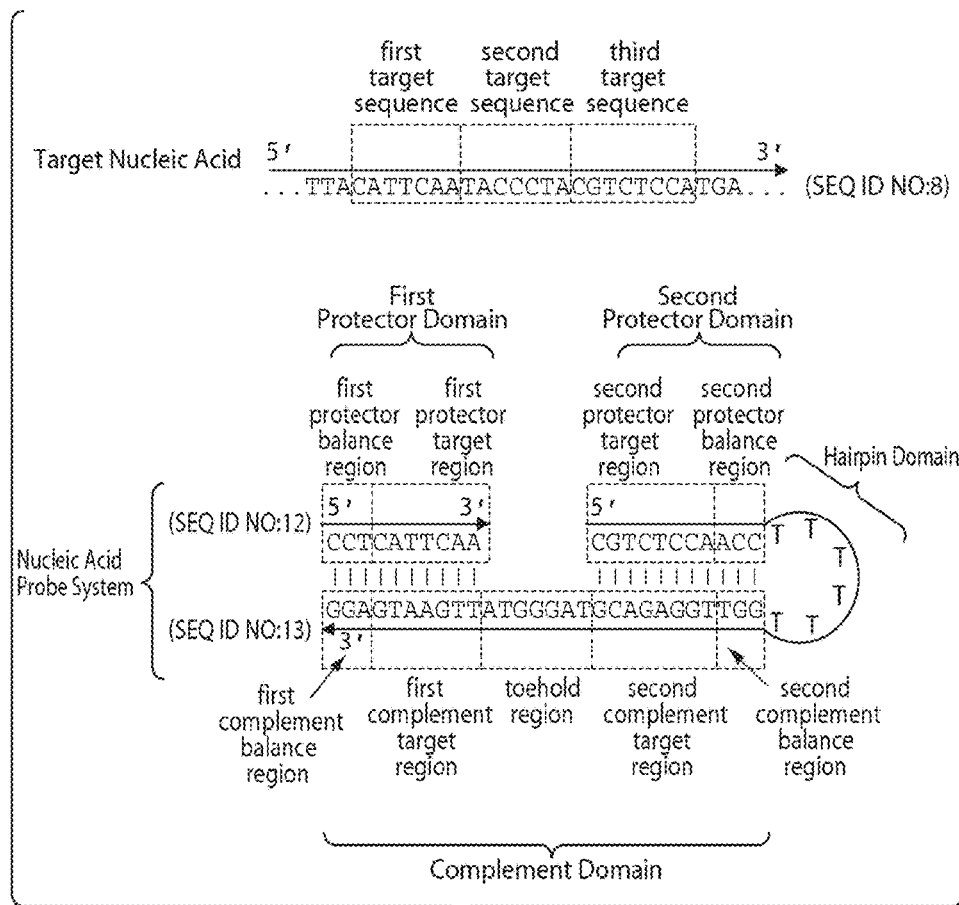 first target sequence
second target sequence
third target sequence
Target Nucleic Acid
5' 3'
...TTACATTCAATACCCTACGTCTCCATGA...
(SEQ ID NO:8)
First Protector Domain
Second Protector Domain
first protector balance region
first protector target region
second protector target region
second protector balance region
Hairpin Domain
Nucleic Acid Probe System
(SEQ ID NO:12)
5' 3'
CCTCATTCAA
5'
CGTCTCCAACC
T T T T T T
(SEQ ID NO:13)
GGAGTAAGTTATGGGATGCAGAGGTTGG
3'
first complement balance region
first complement target region
toehold region
second complement target region
second complement balance region
Complement Domain